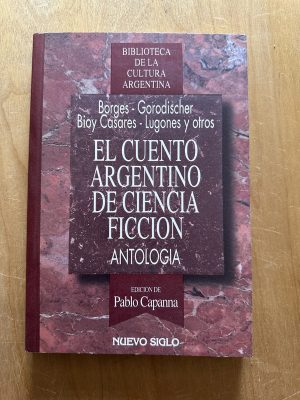 BIBLIOTECA
DE LA
CULTURA
ARGENTINA
Borges - Gorodischer
Bioy Casares - Lugones y otros
EL CUENTO
ARGENTINO
DE CIENCIA
FICCION
ANTOLOGIA
EDICION DE
Pablo Capanna
NUEVO SIGLO